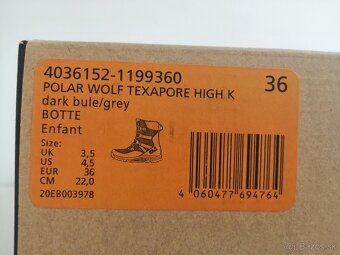 4036152-1199360
36
POLAR WOLF TEXAPORE HIGH K
dark bule/grey
BOTTE
Enfant
Size:
UK 3,5
US 4,5
EUR 36
CM 22,0
20EB003978
4 060477 694764